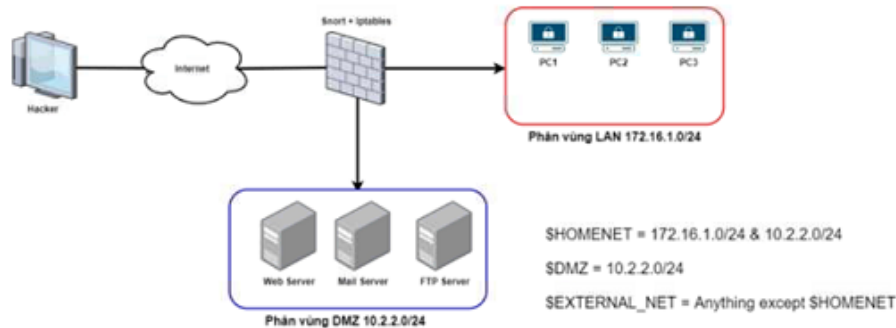 Snort + Iptables
Internet
Hacker
PC1
PC2
PC3
Phân vùng LAN 172.16.1.0/24
Web Server
Mail Server
FTP Server
Phân vùng DMZ 10.2.2.0/24
$HOMENET = 172.16.1.0/24 & 10.2.2.0/24
$DMZ = 10.2.2.0/24
$EXTERNAL_NET = Anything except $HOMENET